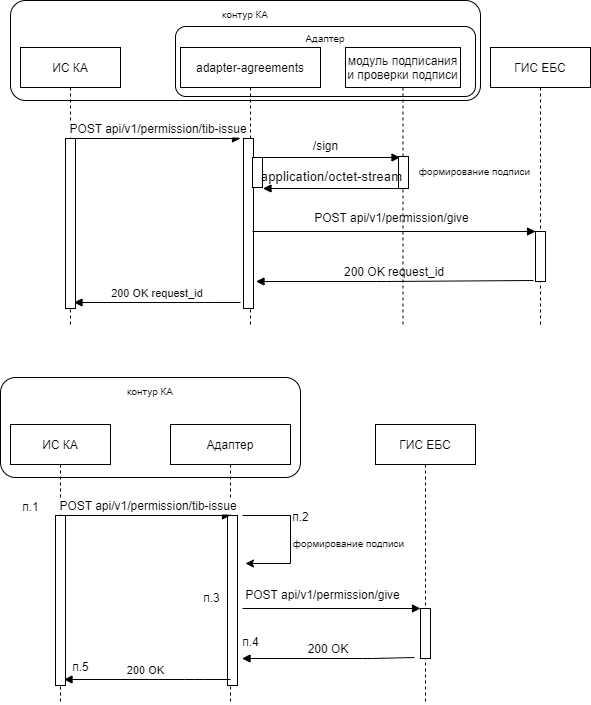 контур КА
Адаптер
ИС КА
adapter-agreements
модуль подписания
и проверки подписи
ГИС ЕБС
POST api/v1/permission/tib-issue
/sign
application/octet-stream
формирование подписи
POST api/v1/permission/give
200 OK request_id
200 OK request_id
контур КА
ИС КА
Адаптер
ГИС ЕБС
п.1
POST api/v1/permission/tib-issue
п.2
формирование подписи
п.3
POST api/v1/permission/give
п.4
200 OK
п.5
200 OK